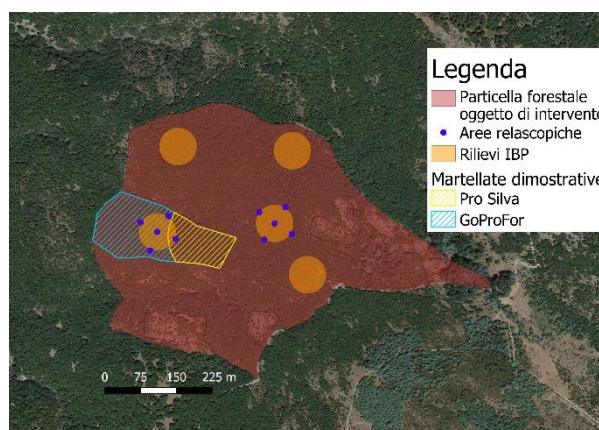 Legenda
Particella forestale
oggetto di intervento
Aree relascopiche
Rilievi IBP
Martellate dimostrative
Pro Silva
GoProFor
0 75 150 225 m